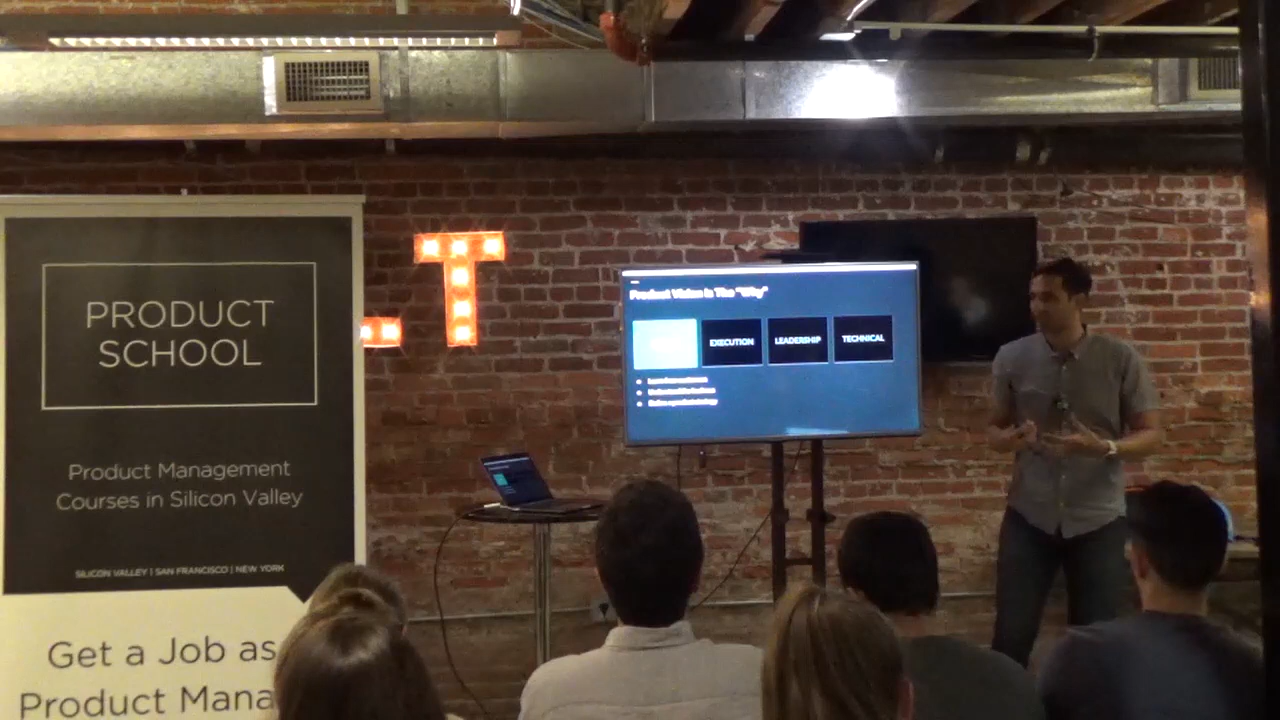 PRODUCT
SCHOOL
Product Management
Courses in Silicon Valley
SILICON VALLEY | SAN FRANCISCO | NEW YORK
Get a Job as
Product Mana
.T
Product Vision Is The "Why"
EXECUTION
LEADERSHIP
TECHNICAL